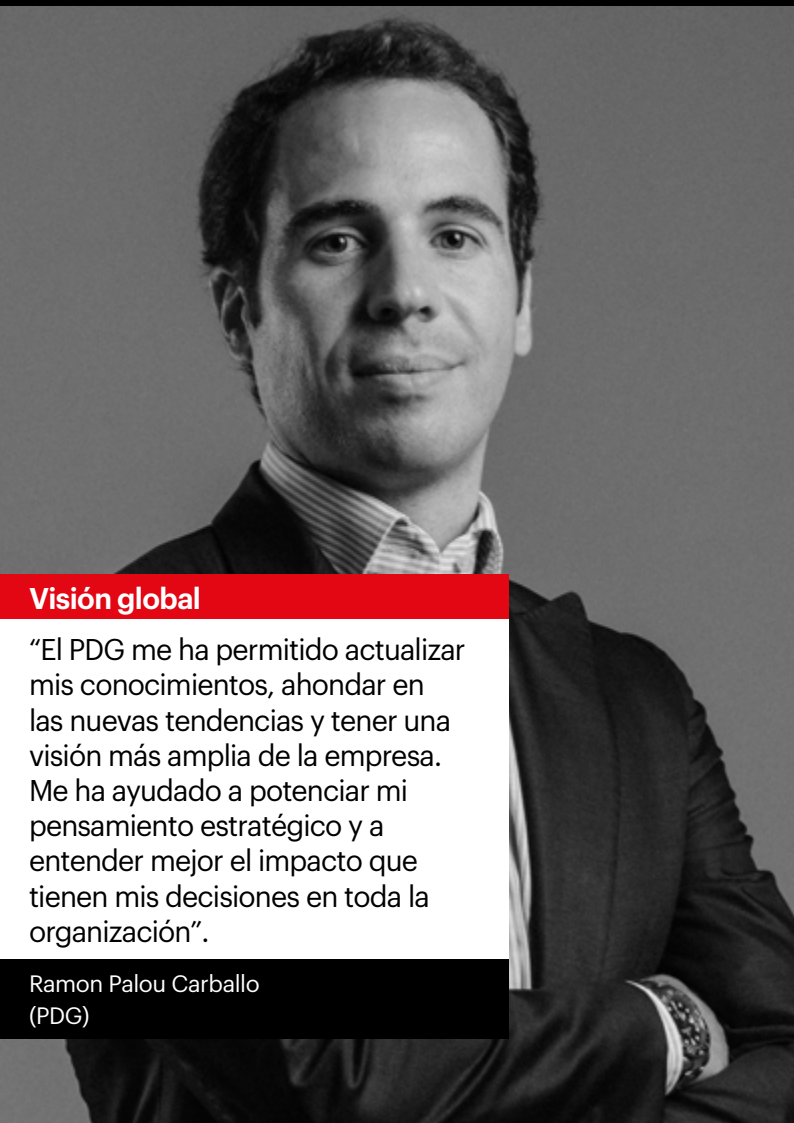 Visión global
“El PDG me ha permitido actualizar
mis conocimientos, ahondar en
las nuevas tendencias y tener una
visión más amplia de la empresa.
Me ha ayudado a potenciar mi
pensamiento estratégico y a
entender mejor el impacto que
tienen mis decisiones en toda la
organización”.
Ramon Palou Carballo
(PDG)